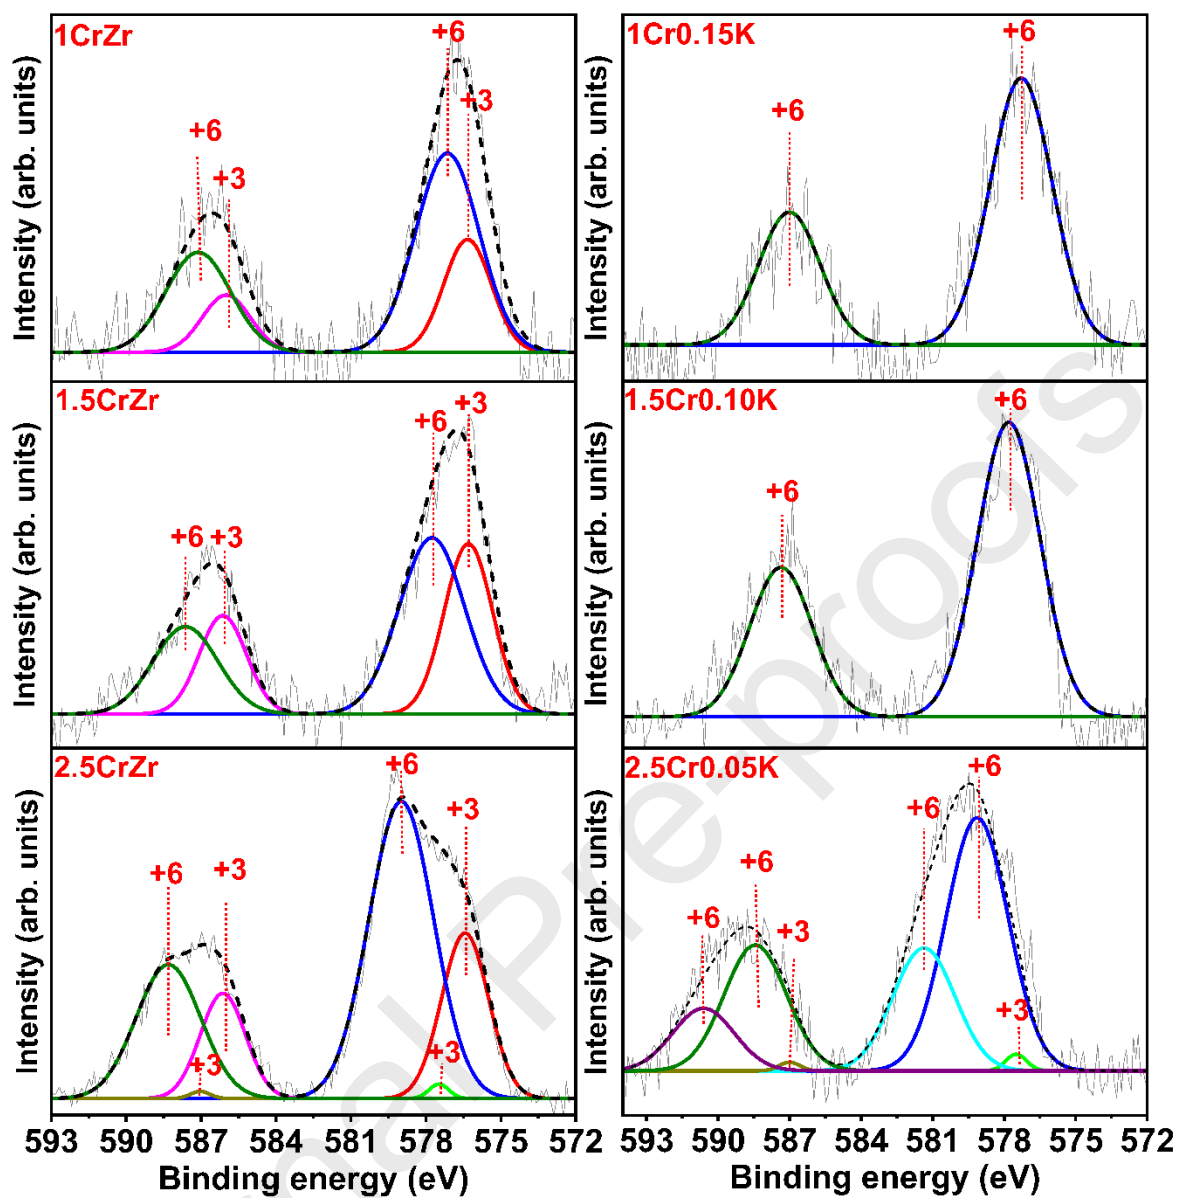 1CrZr
+6
+3
+6
+3
Intensity (arb. units)
1Cr0.15K
+6
+6
Intensity (arb. units)
1.5CrZr
+6
+3
+6
+3
Intensity (arb. units)
1.5Cr0.10K
+6
+6
Intensity (arb. units)
2.5CrZr
+6
+3
+6
+3
+3
+3
Intensity (arb. units)
2.5Cr0.05K
+6
+6
+6
+6
+3
+3
Intensity (arb. units)
593 590 587 584 581 578 575 572
Binding energy (eV)
593 590 587 584 581 578 575 572
Binding energy (eV)
nal Pre-proofs